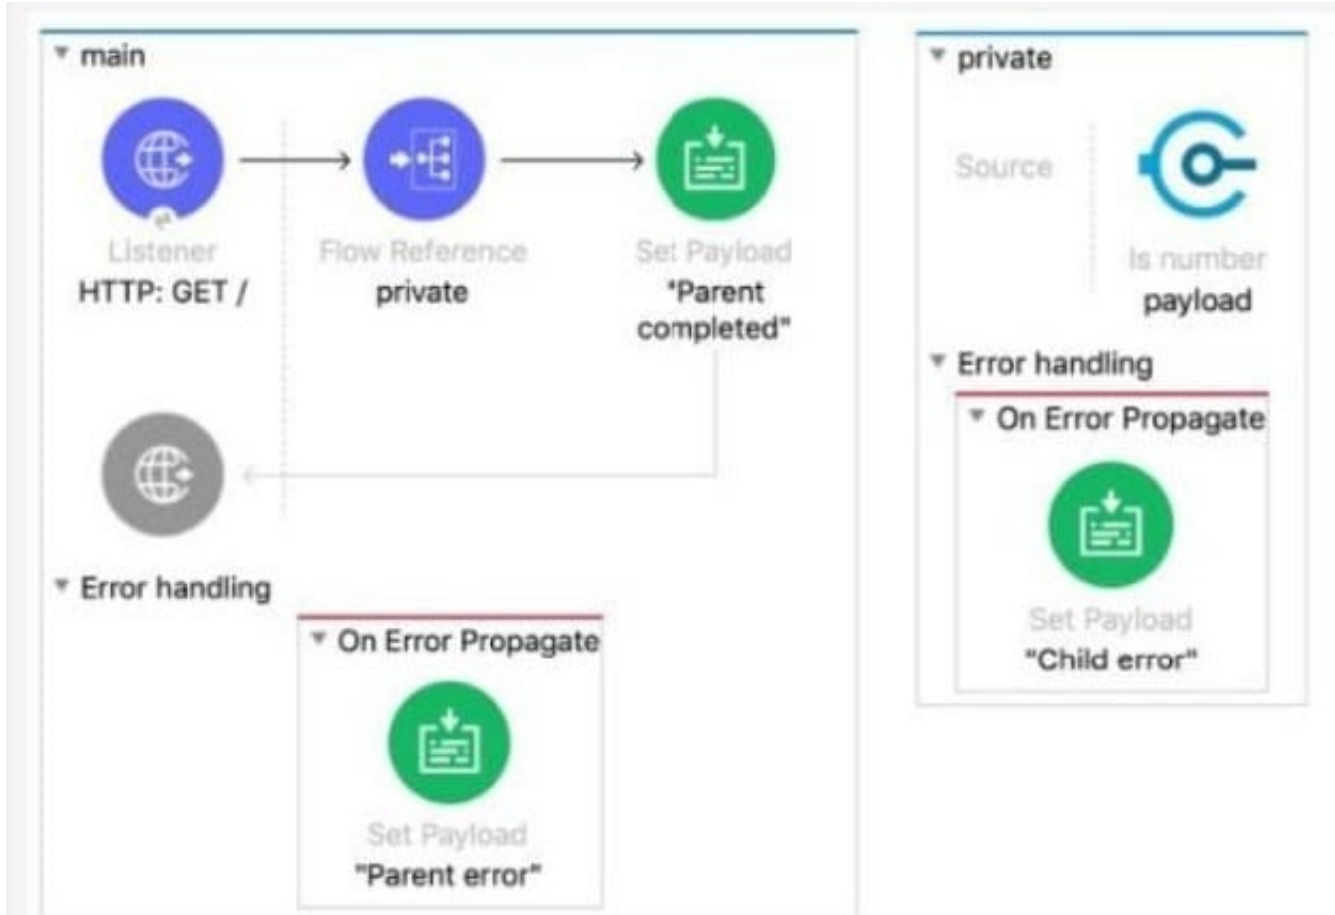 main
Listener
HTTP: GET /
Flow Reference
private
Set Payload
"Parent
completed"
Error handling
On Error Propagate
Set Payload
"Parent error"
private
Source
Is number
payload
Error handling
On Error Propagate
Set Payload
"Child error"